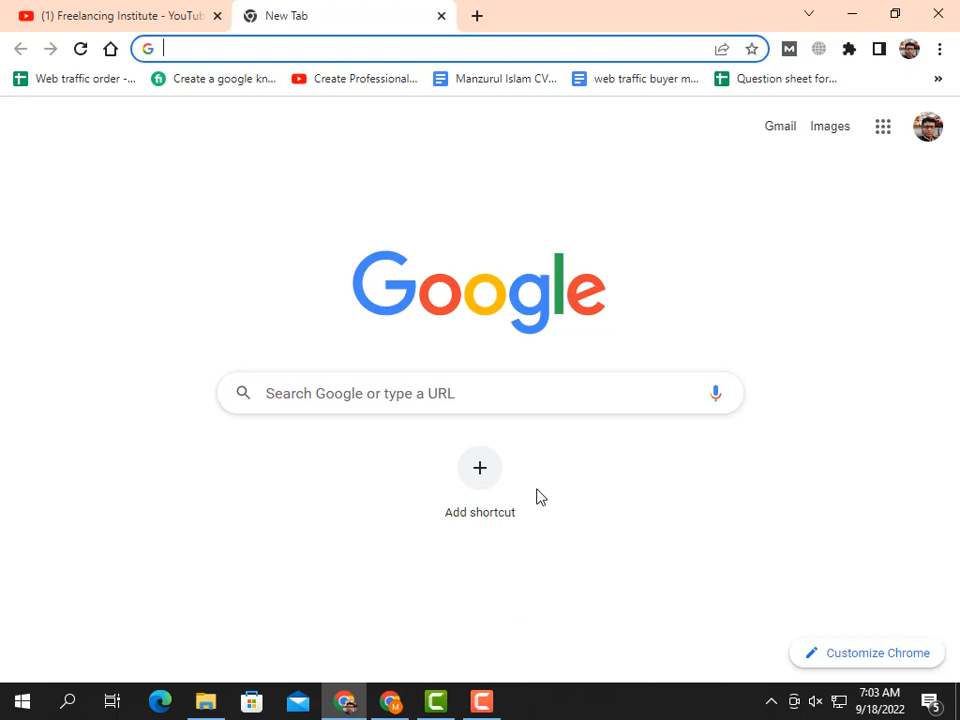 (1) Freelancing Institute - YouTub
New Tab
Web traffic order -...
Create a google kn...
Create Professional...
Manzurul Islam CV...
web traffic buyer m...
Question sheet for...
»
Gmail
Images
Google
Search Google or type a URL
Add shortcut
Customize Chrome
7:03 AM
9/18/2022
5